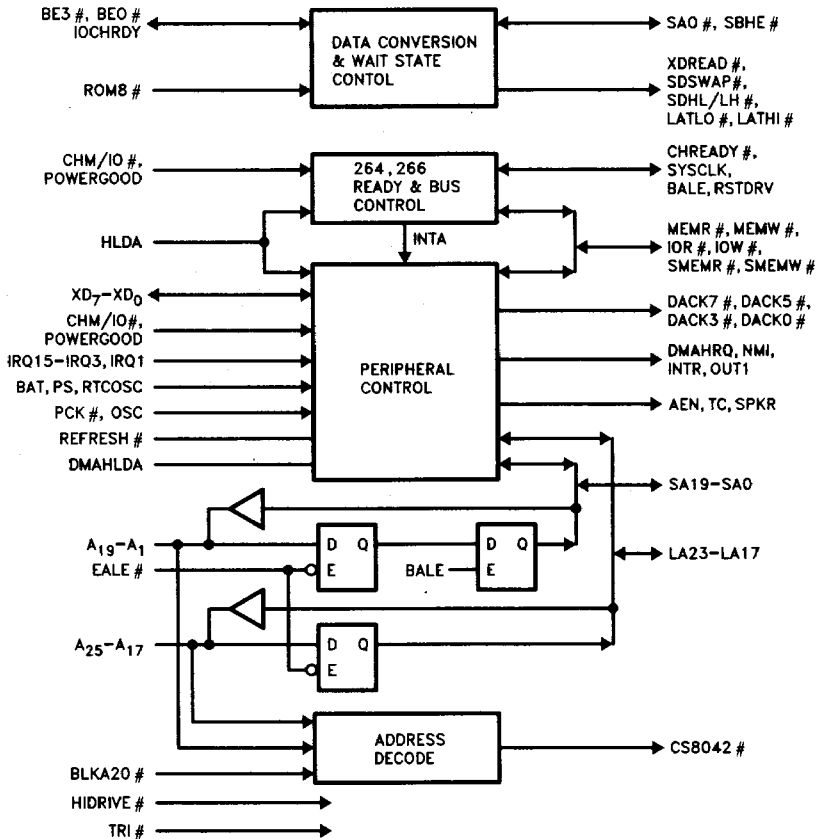 BE3 #, BE0 #
IOCHRDY
ROM8 #
DATA CONVERSION
& WAIT STATE
CONTOL
SA0 #, SBHE #
XDREAD #,
SDSWAP #,
SDHL/LH #,
LATLO #, LATHI #
CHM/IO #,
POWERGOOD
264, 266
READY & BUS
CONTROL
CHREADY #,
SYSCLK,
BALE, RSTDRV
HLDA
INTA
MEMR #, MEMW #,
IOR #, IOW #,
SMEMR #, SMEMW #
XD7-XD0
CHM/IO#,
POWERGOOD
IRQ15-IRQ3, IRQ1
BAT, PS, RTCOSC
PCK #, OSC
REFRESH #
DMAHLDA
PERIPHERAL
CONTROL
DACK7 #, DACK5 #,
DACK3 #, DACK0 #
DMAHRQ, NMI,
INTR, OUT1
AEN, TC, SPKR
SA19-SA0
A19-A1
EALE #
D Q
E
BALE
D Q
E
LA23-LA17
A25-A17
D Q
E
ADDRESS
DECODE
CS8042 #
BLKA20 #
HIDRIVE #
TRI #